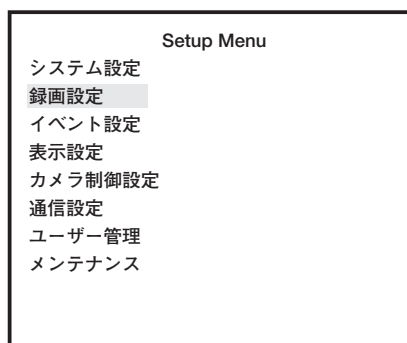 Setup Menu
システム設定
録画設定
イベント設定
表示設定
カメラ制御設定
通信設定
ユーザー管理
メンテナンス